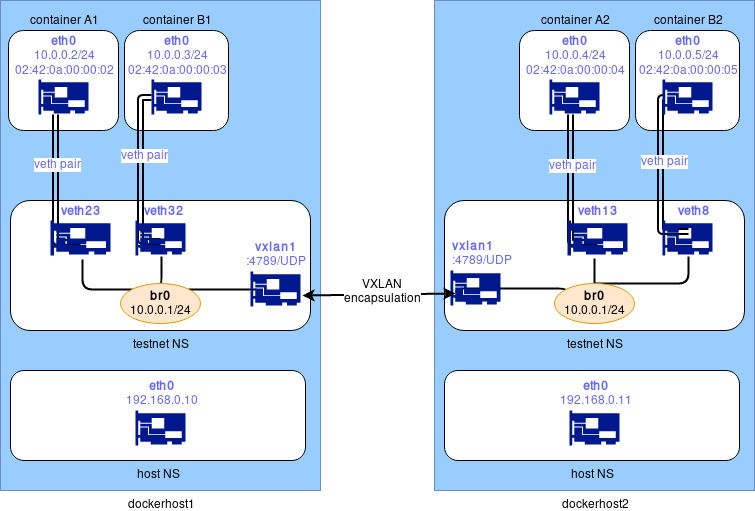 container A1
eth0
10.0.0.2/24
02:42:0a:00:00:02
container B1
eth0
10.0.0.3/24
02:42:0a:00:00:03
container A2
eth0
10.0.0.4/24
02:42:0a:00:00:04
container B2
eth0
10.0.0.5/24
02:42:0a:00:00:05
veth pair
veth pair
veth pair
veth pair
veth23
veth32
vxlan1
:4789/UDP
br0
10.0.0.1/24
testnet NS
VXLAN
encapsulation
veth13
veth8
vxlan1
:4789/UDP
br0
10.0.0.1/24
testnet NS
eth0
192.168.0.10
host NS
dockerhost1
eth0
192.168.0.11
host NS
dockerhost2